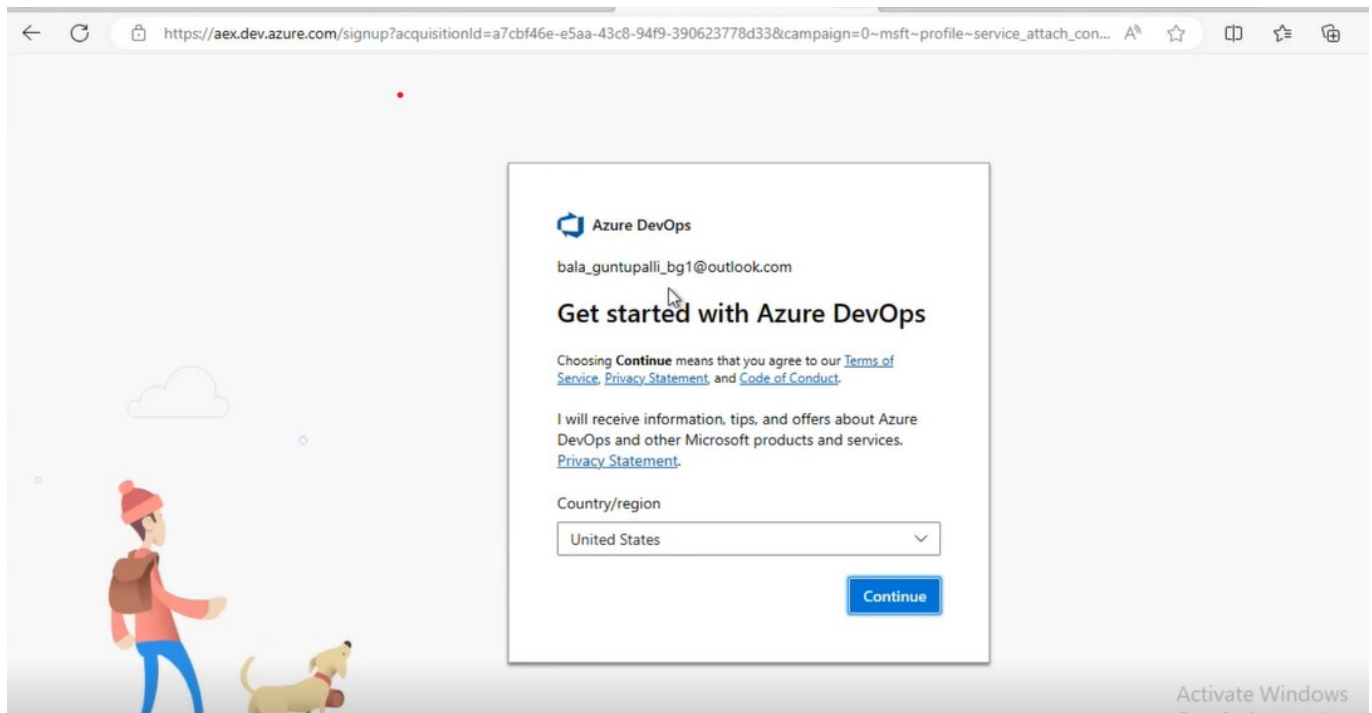 https://aex.dev.azure.com/signup?acquisitionId=a7cbf46e-e5aa-43c8-94f9-390623778d33&campaign=0~msft~profile~service_attach_con...
Azure DevOps
bala_guntupalli_bg1@outlook.com
Get started with Azure DevOps
Choosing Continue means that you agree to our Terms of
Service, Privacy Statement, and Code of Conduct.
I will receive information, tips, and offers about Azure
DevOps and other Microsoft products and services.
Privacy Statement.
Country/region
United States
Continue
Activate Windows